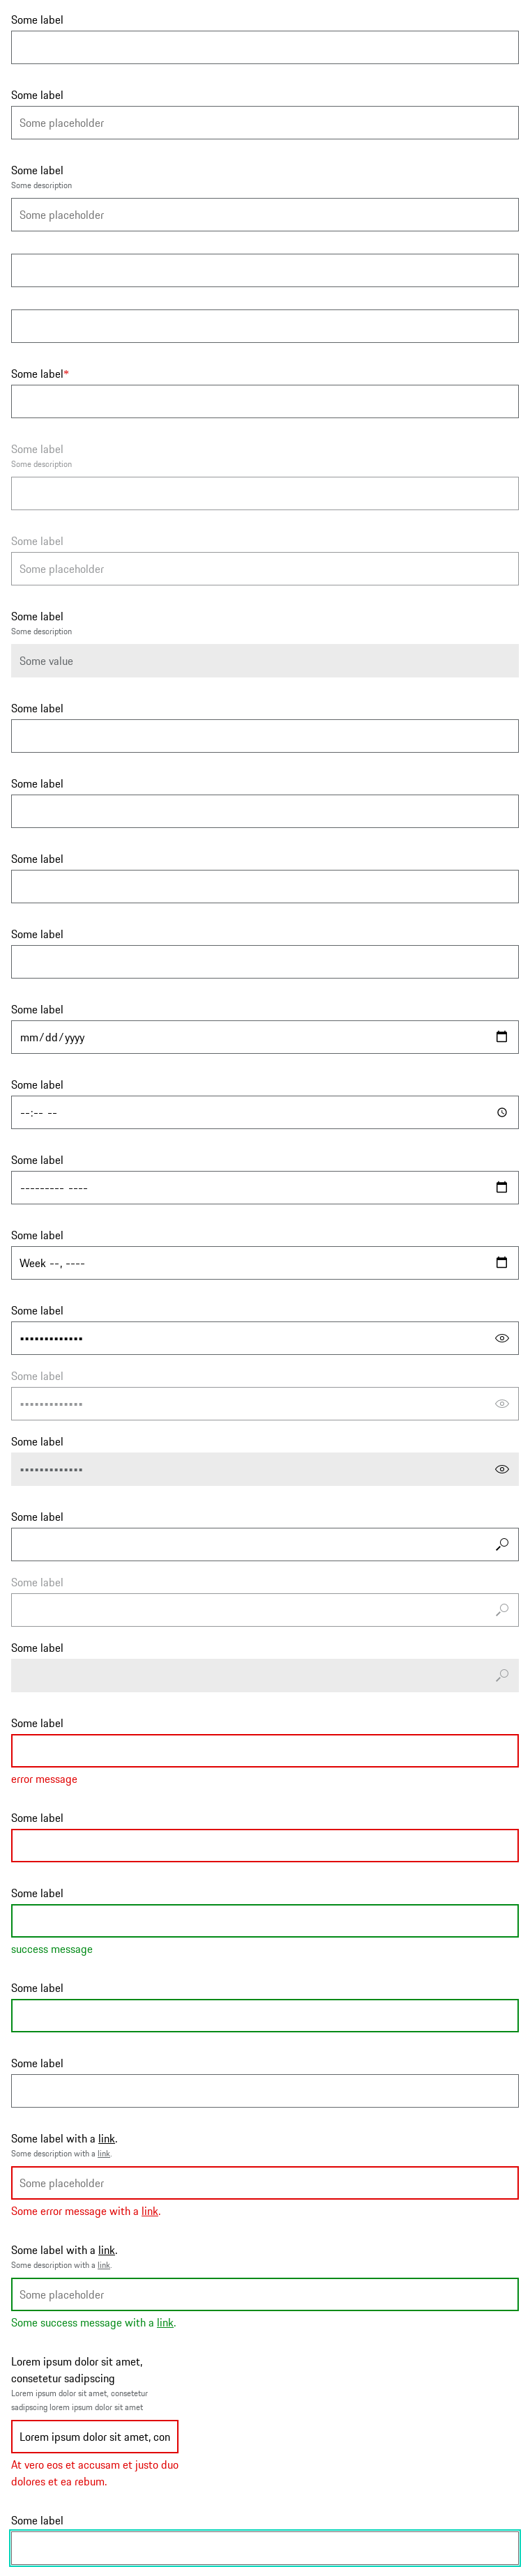 Some label
Some label
Some placeholder
Some label
Some description
Some placeholder
Some label*
Some label
Some description
Some label
Some placeholder
Some label
Some description
Some value
Some label
Some label
Some label
Some label
Some label
mm/dd/yyyy
Some label
--:-- --
Some label
--------- ----
Some label
Week --, ----
Some label
•••••••••••••
Some label
•••••••••••••
Some label
•••••••••••••
Some label
Some label
Some label
Some label
error message
Some label
Some label
success message
Some label
Some label
Some label with a link.
Some description with a link.
Some placeholder
Some error message with a link.
Some label with a link.
Some description with a link.
Some placeholder
Some success message with a link.
Lorem ipsum dolor sit amet,
consetetur sadipscing
Lorem ipsum dolor sit amet, consetetur
sadipscing lorem ipsum dolor sit amet
Lorem ipsum dolor sit amet, con
At vero eos et accusam et justo duo
dolores et ea rebum.
Some label